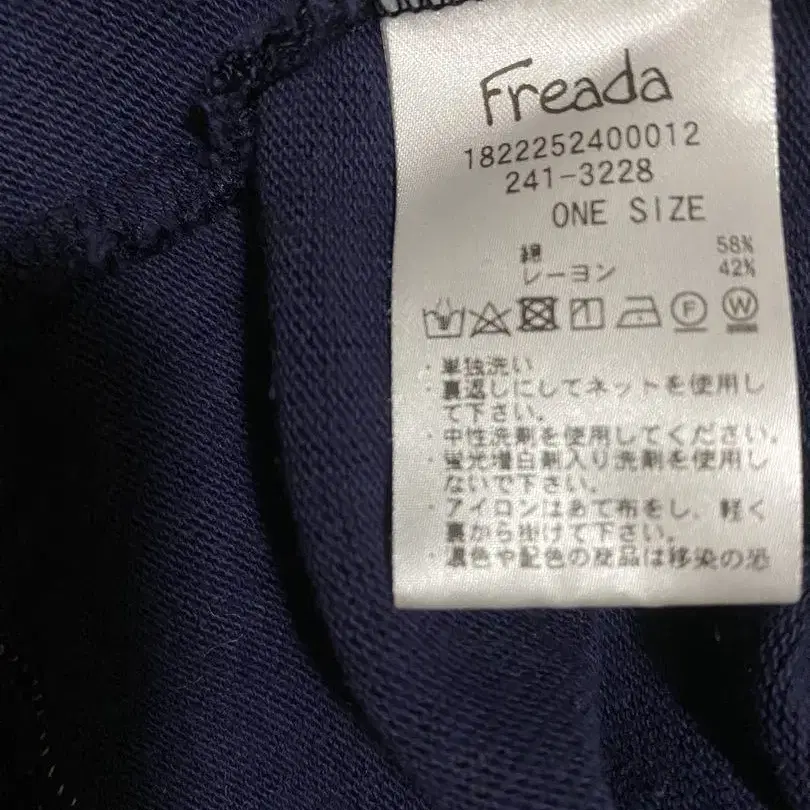 Freada
1822252400012
241-3228
ONE SIZE
綿 58%
レーヨン 42%
F W
・単独洗い
・裏返しにしてネットを使用し
て下さい。
・中性洗剤を使用してください。
・蛍光増白剤入り洗剤を使用し
ないで下さい。
・アイロンはあて布をし、軽く
裏から掛けて下さい。
・濃色や配色の商品は移染の恐